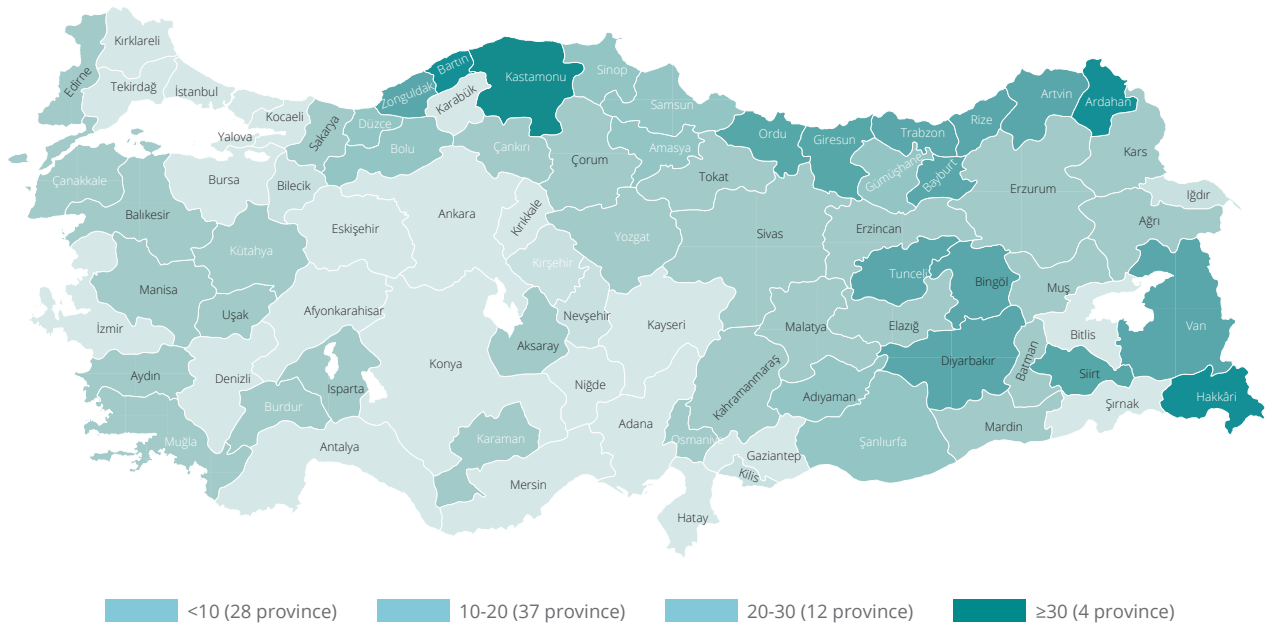 Kırklareli
Edirne
Tekirdağ
İstanbul
Kocaeli
Yalova
Sakarya
Düzce
Zonguldak
Bartın
Karabük
Kastamonu
Sinop
Samsun
Bolu
Çankırı
Çorum
Amasya
Tokat
Ordu
Giresun
Trabzon
Gümüşhane
Bayburt
Rize
Artvin
Ardahan
Kars
Iğdır
Ağrı
Erzurum
Erzincan
Sivas
Yozgat
Kırıkkale
Kırşehir
Ankara
Eskişehir
Bilecik
Bursa
Çanakkale
Balıkesir
Kütahya
Manisa
Uşak
İzmir
Afyonkarahisar
Aydın
Denizli
Muğla
Burdur
Isparta
Antalya
Konya
Aksaray
Nevşehir
Niğde
Kayseri
Karaman
Mersin
Adana
Osmaniye
Hatay
Kilis
Gaziantep
Kahramanmaraş
Malatya
Adıyaman
Şanlıurfa
Elazığ
Tunceli
Bingöl
Diyarbakır
Mardin
Batman
Muş
Bitlis
Siirt
Şırnak
Van
Hakkâri
<10 (28 province)
10-20 (37 province)
20-30 (12 province)
≥30 (4 province)